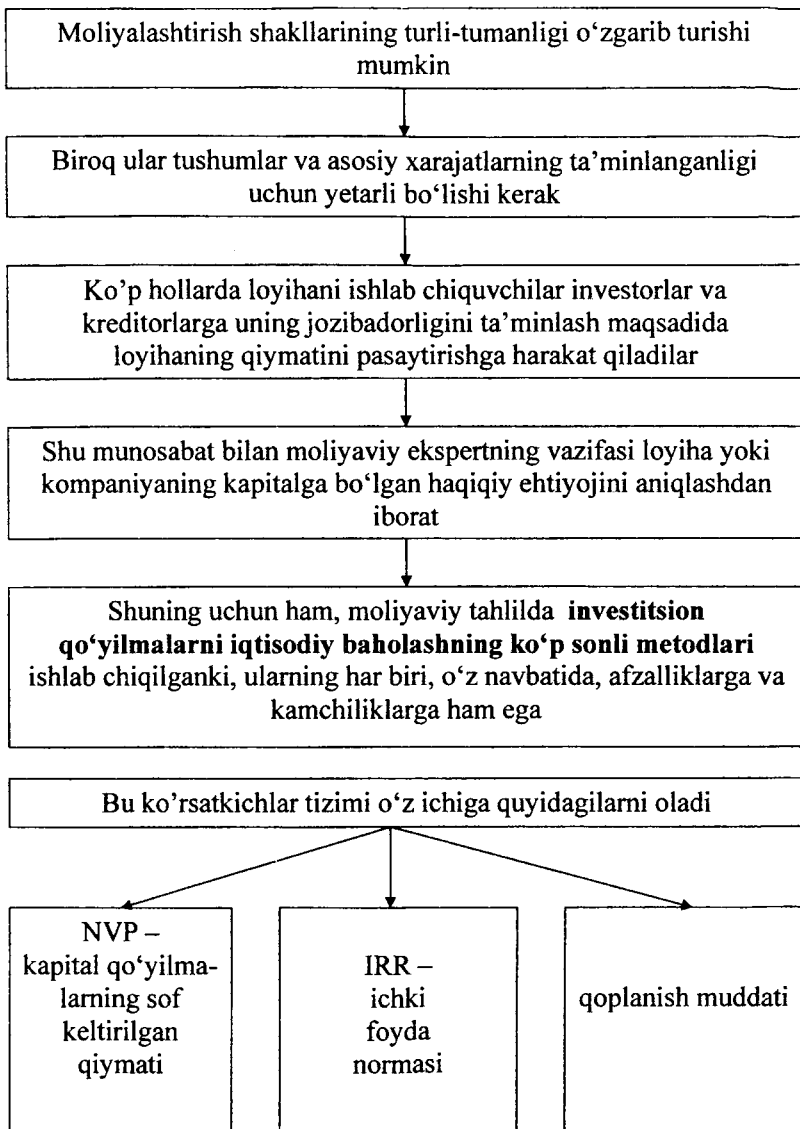 Moliyalashtirish shakllarining turli-tumanligi o‘zgarib turishi
mumkin
Biroq ular tushumlar va asosiy xarajatlarning ta’minlanganligi
uchun yetarli bo‘lishi kerak
Ko’p hollarda loyihani ishlab chiquvchilar investorlar va
kreditorlarga uning jozibadorligini ta’minlash maqsadida
loyihaning qiymatini pasaytirishga harakat qiladilar
Shu munosabat bilan moliyaviy ekspertning vazifasi loyiha yoki
kompaniyaning kapitalga bo‘lgan haqiqiy ehtiyojini aniqlashdan
iborat
Shuning uchun ham, moliyaviy tahlilda investitsion
qo‘yilmalarni iqtisodiy baholashning ko‘p sonli metodlari
ishlab chiqilganki, ularning har biri, o‘z navbatida, afzalliklarga va
kamchiliklarga ham ega
Bu ko’rsatkichlar tizimi o‘z ichiga quyidagilarni oladi
NVP –
kapital qo‘yilma-
larning sof
keltirilgan
qiymati
IRR –
ichki
foyda
normasi
qoplanish muddati